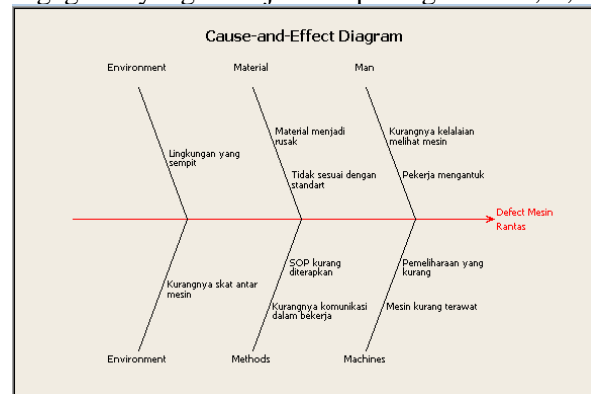 Cause-and-Effect Diagram
Environment
Material
Man
Lingkungan yang
sempit
Material menjadi
rusak
Tidak sesuai dengan
standart
Kurangnya kelalaian
melihat mesin
Pekerja mengantuk
Defect Mesin
Rantas
Kurangnya skat antar
mesin
SOP kurang
diterapkan
Kurangnya komunikasi
dalam bekerja
Pemeliharaan yang
kurang
Mesin kurang terawat
Environment
Methods
Machines